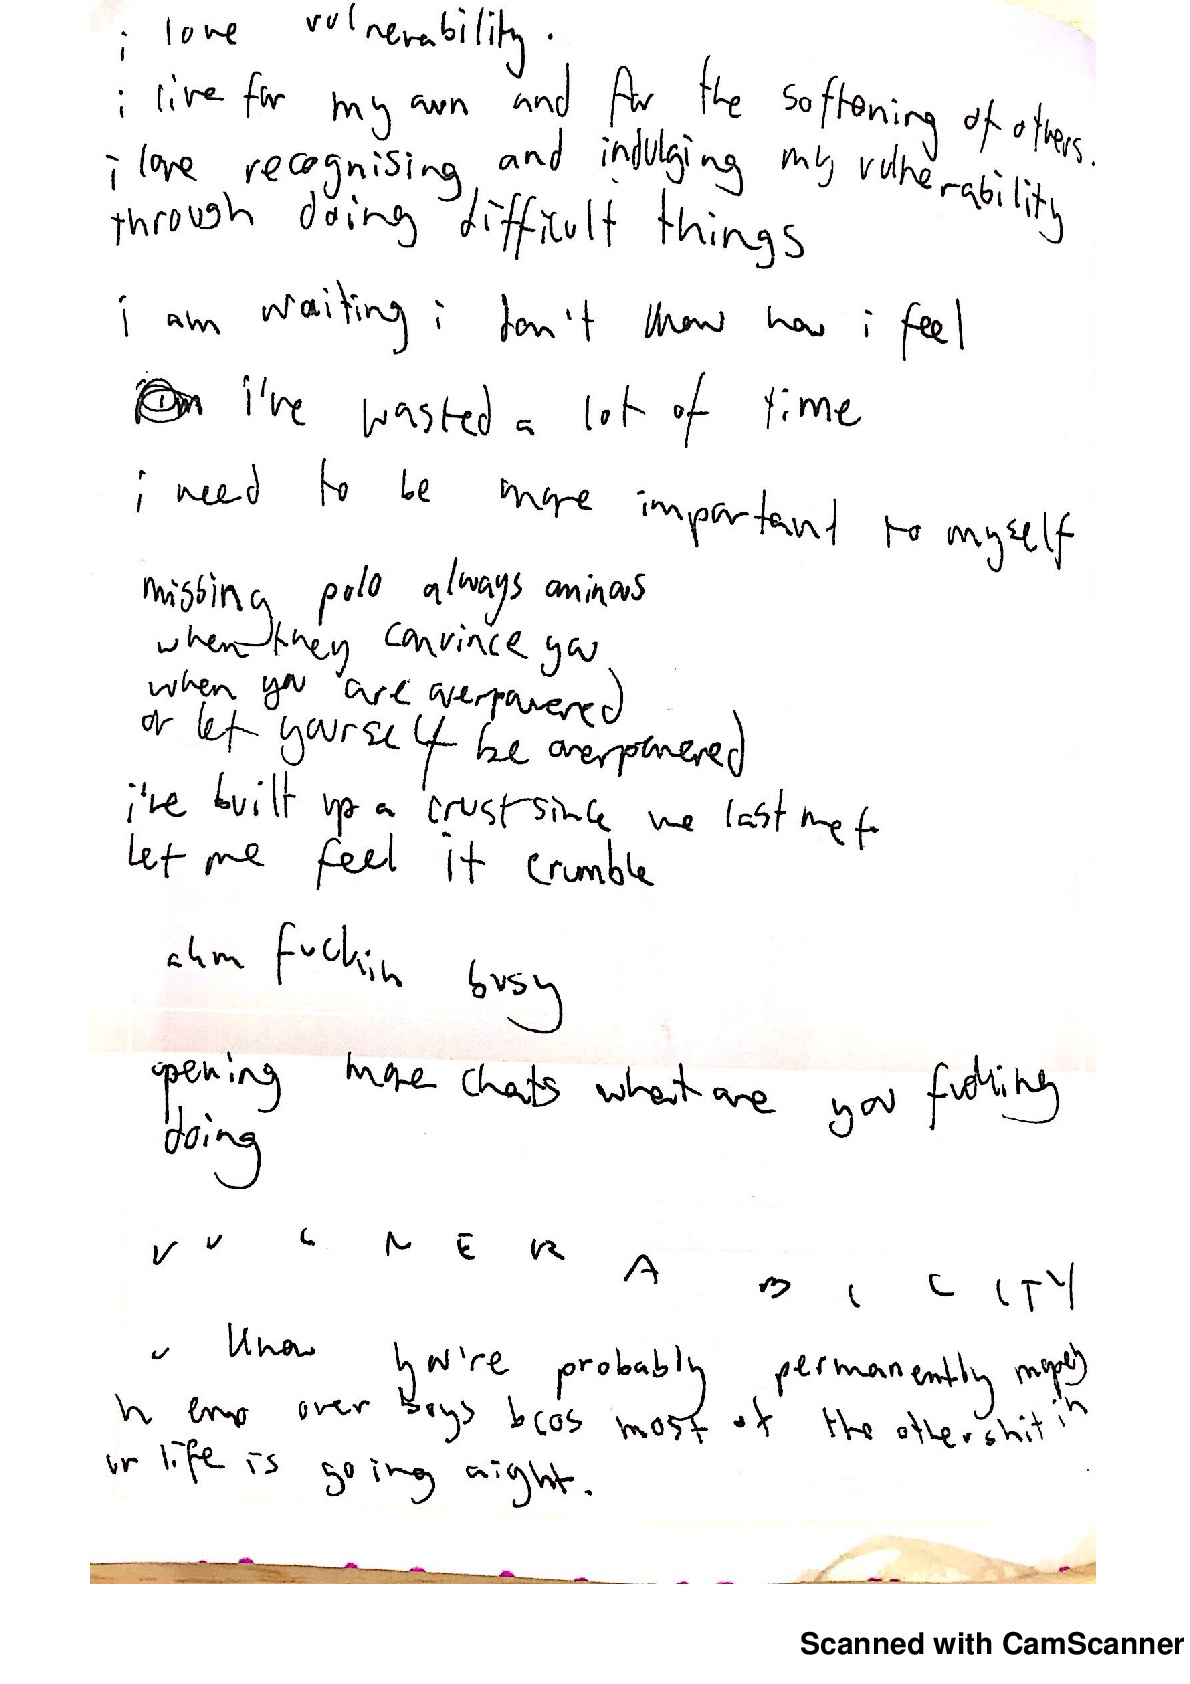 i love vulnerability.
i live for my own and for the softening of others.
i love recognising and indulging my vulnerability
through doing difficult things
i am waiting i don't know how i feel
i've wasted a lot of time
i need to be more important to myself
missing polo always ominous
when they convince you
when you are overpowered
or let yourself be overpowered
i've built up a crust since we last met
let me feel it crumble
ahm fuckin busy
opening more chats what are you fucking
doing
V U L N E R A B I L I T Y
u know you're probably permanently mopey
n emo over boys bcos most of the other shit in
ur life is going aight.
Scanned with CamScanner